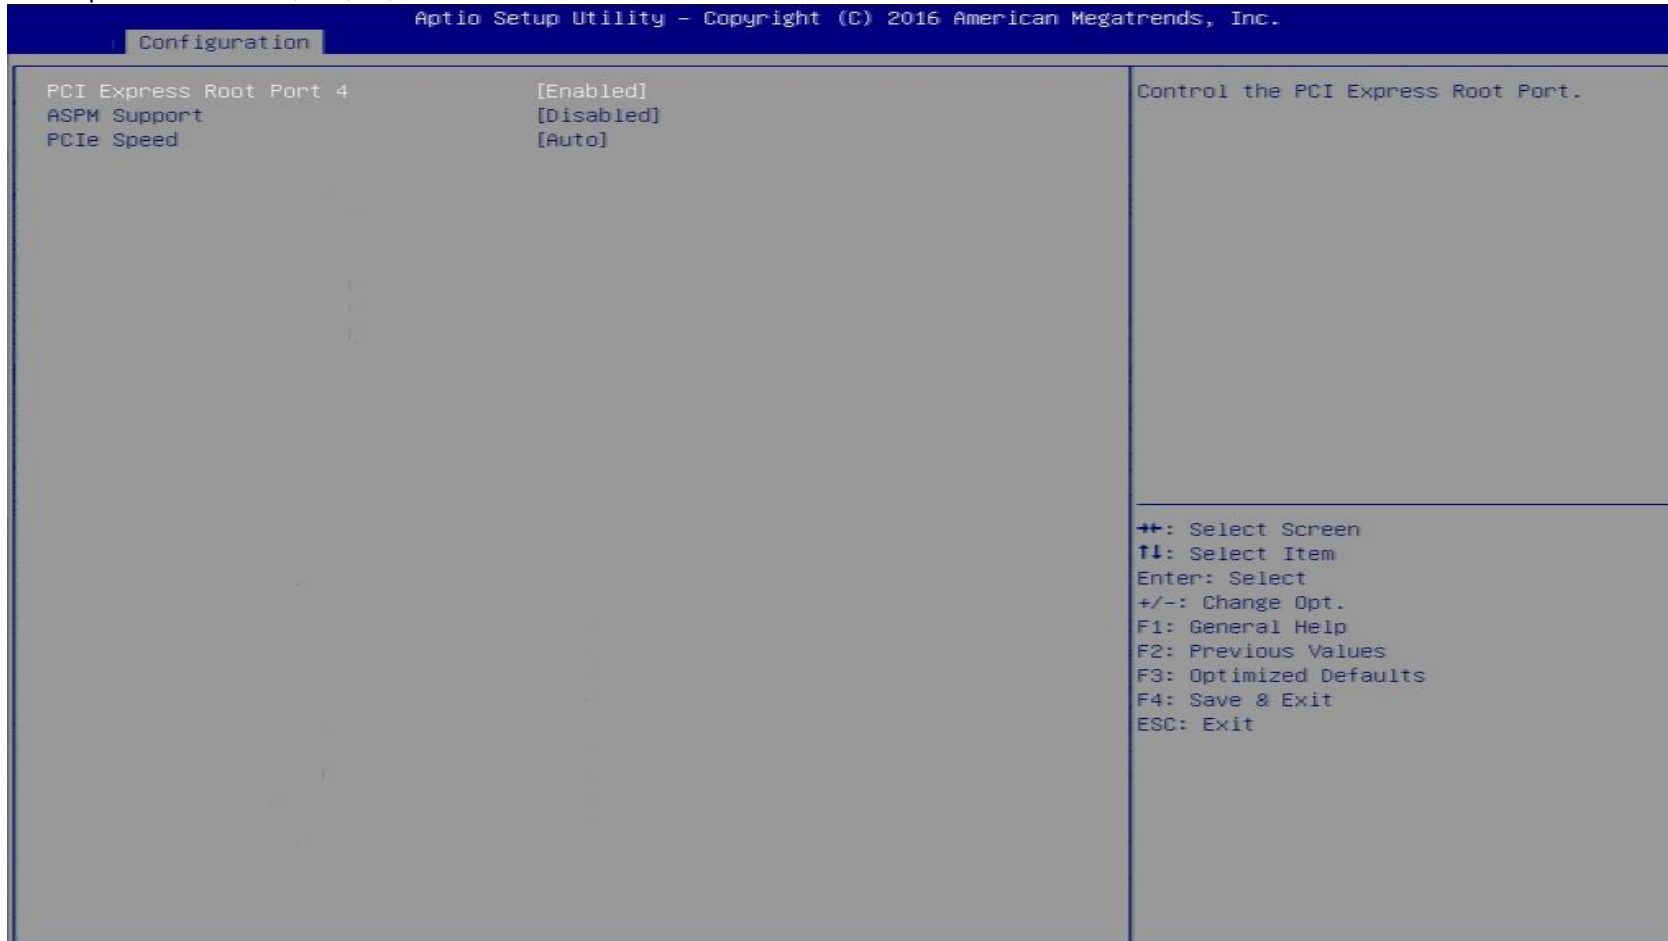 Aptio Setup Utility – Copyright (C) 2016 American Megatrends, Inc.
Configuration
PCI Express Root Port 4 [Enabled]
ASPM Support [Disabled]
PCIe Speed [Auto]
Control the PCI Express Root Port.
→←: Select Screen
↑↓: Select Item
Enter: Select
+/-: Change Opt.
F1: General Help
F2: Previous Values
F3: Optimized Defaults
F4: Save & Exit
ESC: Exit